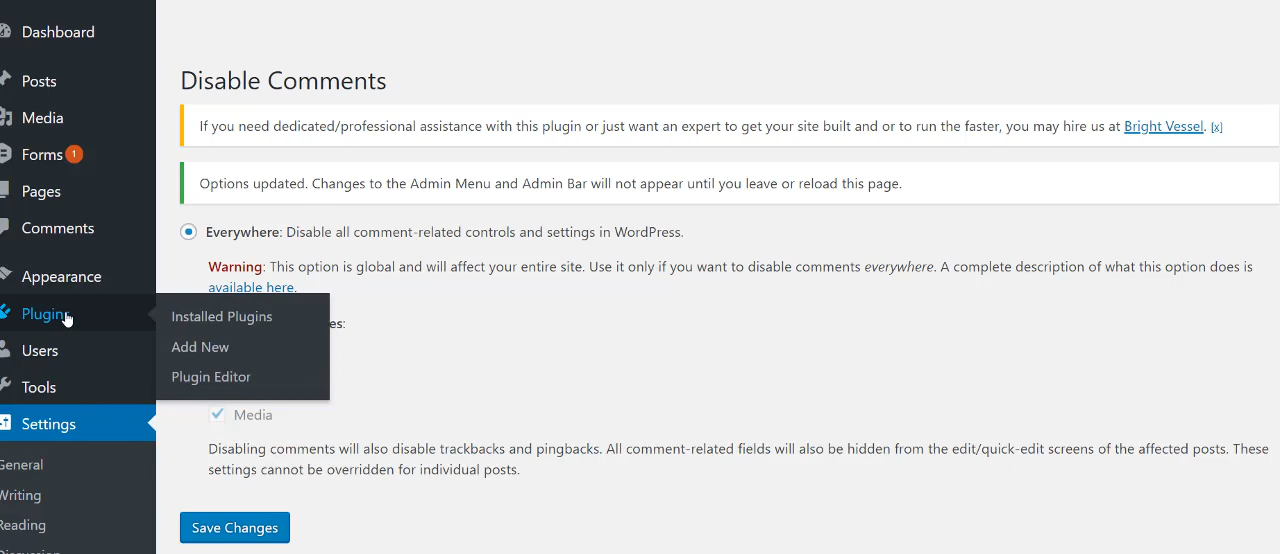 Dashboard
Posts
Media
Forms 1
Pages
Comments
Appearance
Plugin
Users
Tools
Settings
General
Writing
Reading
Installed Plugins
Add New
Plugin Editor
Disable Comments
If you need dedicated/professional assistance with this plugin or just want an expert to get your site built and or to run the faster, you may hire us at Bright Vessel. [x]
Options updated. Changes to the Admin Menu and Admin Bar will not appear until you leave or reload this page.
Everywhere: Disable all comment-related controls and settings in WordPress.
Warning: This option is global and will affect your entire site. Use it only if you want to disable comments everywhere. A complete description of what this option does is
available here.
es:
Media
Disabling comments will also disable trackbacks and pingbacks. All comment-related fields will also be hidden from the edit/quick-edit screens of the affected posts. These
settings cannot be overridden for individual posts.
Save Changes